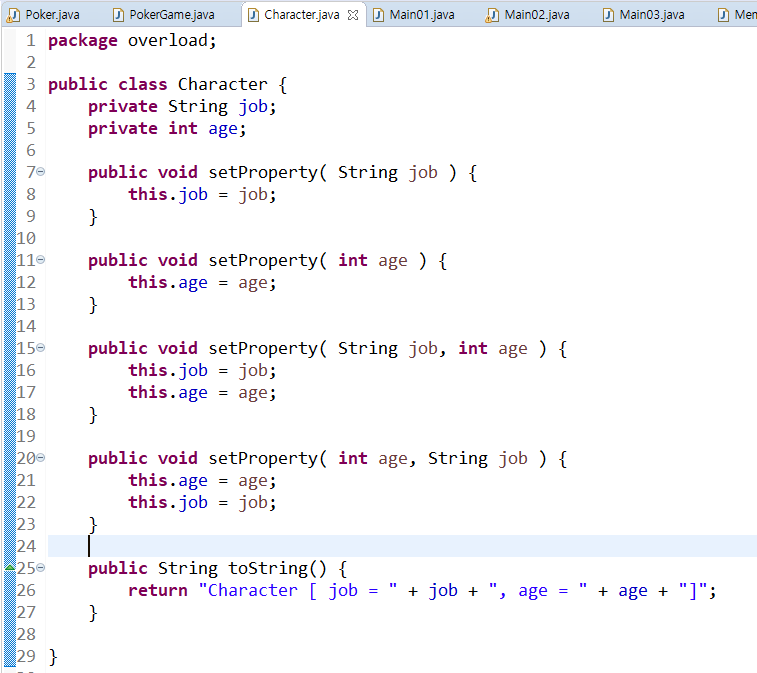 Poker.java PokerGame.java Character.java Main01.java Main02.java Main03.java Mem
1 package overload;
2
3 public class Character {
4     private String job;
5     private int age;
6
7     public void setProperty( String job ) {
8         this.job = job;
9     }
10
11     public void setProperty( int age ) {
12         this.age = age;
13     }
14
15     public void setProperty( String job, int age ) {
16         this.job = job;
17         this.age = age;
18     }
19
20     public void setProperty( int age, String job ) {
21         this.age = age;
22         this.job = job;
23     }
24
25     public String toString() {
26         return "Character [ job = " + job + ", age = " + age + "]";
27     }
28
29 }